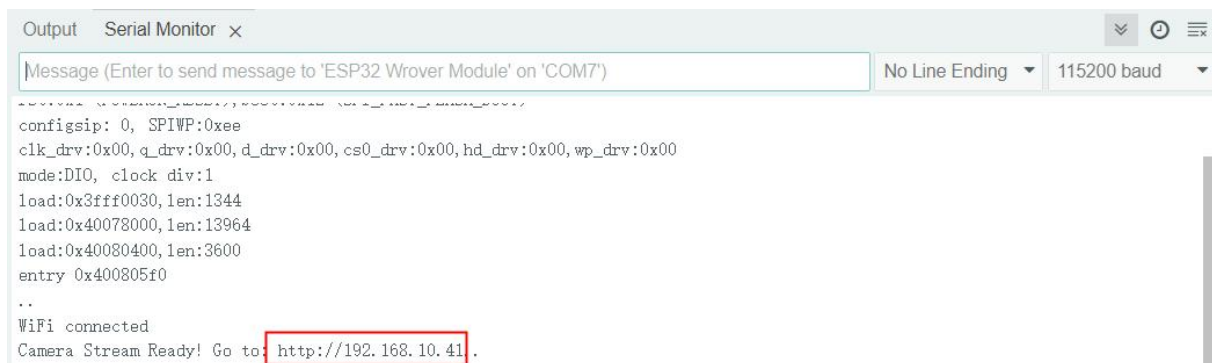 Output Serial Monitor ×
Message (Enter to send message to 'ESP32 Wrover Module' on 'COM7') No Line Ending 115200 baud
configsip: 0, SPIWP:0xee
clk_drv:0x00,q_drv:0x00,d_drv:0x00,cs0_drv:0x00,hd_drv:0x00,wp_drv:0x00
mode:DIO, clock div:1
load:0x3fff0030,len:1344
load:0x40078000,len:13964
load:0x40080400,len:3600
entry 0x400805f0
..
WiFi connected
Camera Stream Ready! Go to: http://192.168.10.41..